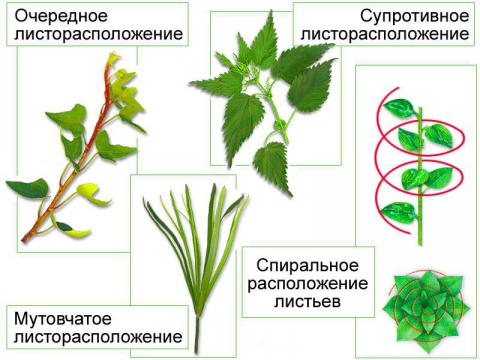 Очередное
листорасположение
Супротивное
листорасположение
Спиральное
расположение
листьев
Мутовчатое
листорасположение